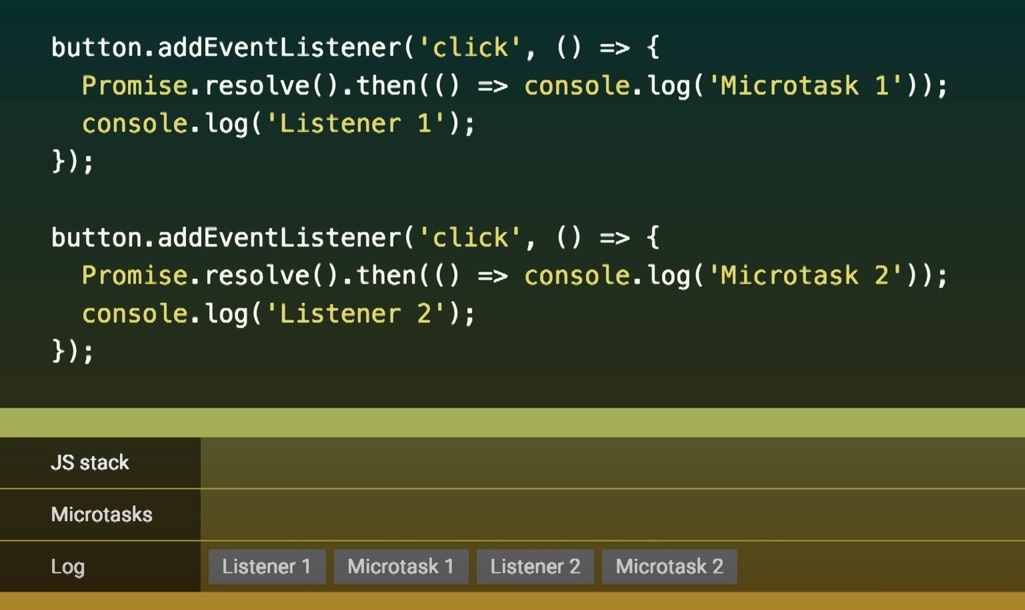 button.addEventListener('click', () => {
  Promise.resolve().then(() => console.log('Microtask 1'));
  console.log('Listener 1');
});

button.addEventListener('click', () => {
  Promise.resolve().then(() => console.log('Microtask 2'));
  console.log('Listener 2');
});
JS stack
Microtasks
Log Listener 1 Microtask 1 Listener 2 Microtask 2